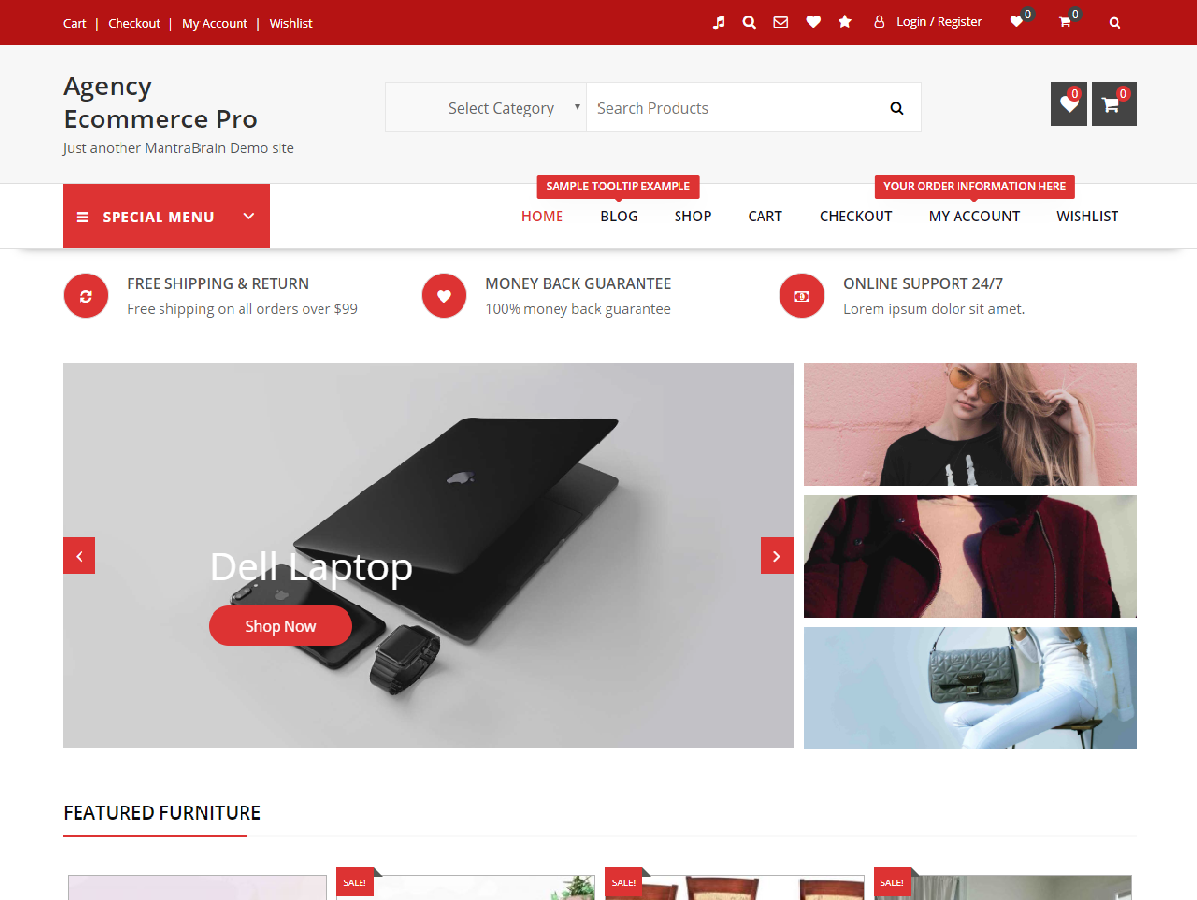 Cart | Checkout | My Account | Wishlist
Login / Register
0
0
Agency
Ecommerce Pro
Just another MantraBrain Demo site
Select Category
Search Products
0
0
SPECIAL MENU
SAMPLE TOOLTIP EXAMPLE
YOUR ORDER INFORMATION HERE
HOME BLOG SHOP CART CHECKOUT MY ACCOUNT WISHLIST
FREE SHIPPING & RETURN
Free shipping on all orders over $99
MONEY BACK GUARANTEE
100% money back guarantee
ONLINE SUPPORT 24/7
Lorem ipsum dolor sit amet.
Dell Laptop
Shop Now
FEATURED FURNITURE
SALE!
SALE!
SALE!